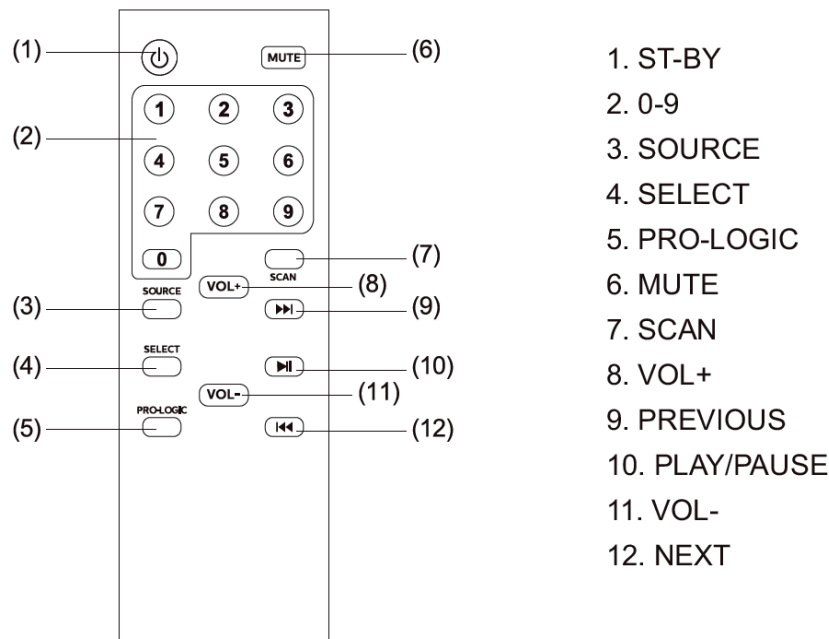 (1)
MUTE
(6)
1
2
3
(2)
4
5
6
7
8
9
0
(7)
SCAN
SOURCE
VOL+
(8)
(3)
(9)
SELECT
(4)
(10)
VOL-
(11)
PRO-LOGIC
(5)
(12)
1. ST-BY
2. 0-9
3. SOURCE
4. SELECT
5. PRO-LOGIC
6. MUTE
7. SCAN
8. VOL+
9. PREVIOUS
10. PLAY/PAUSE
11. VOL-
12. NEXT